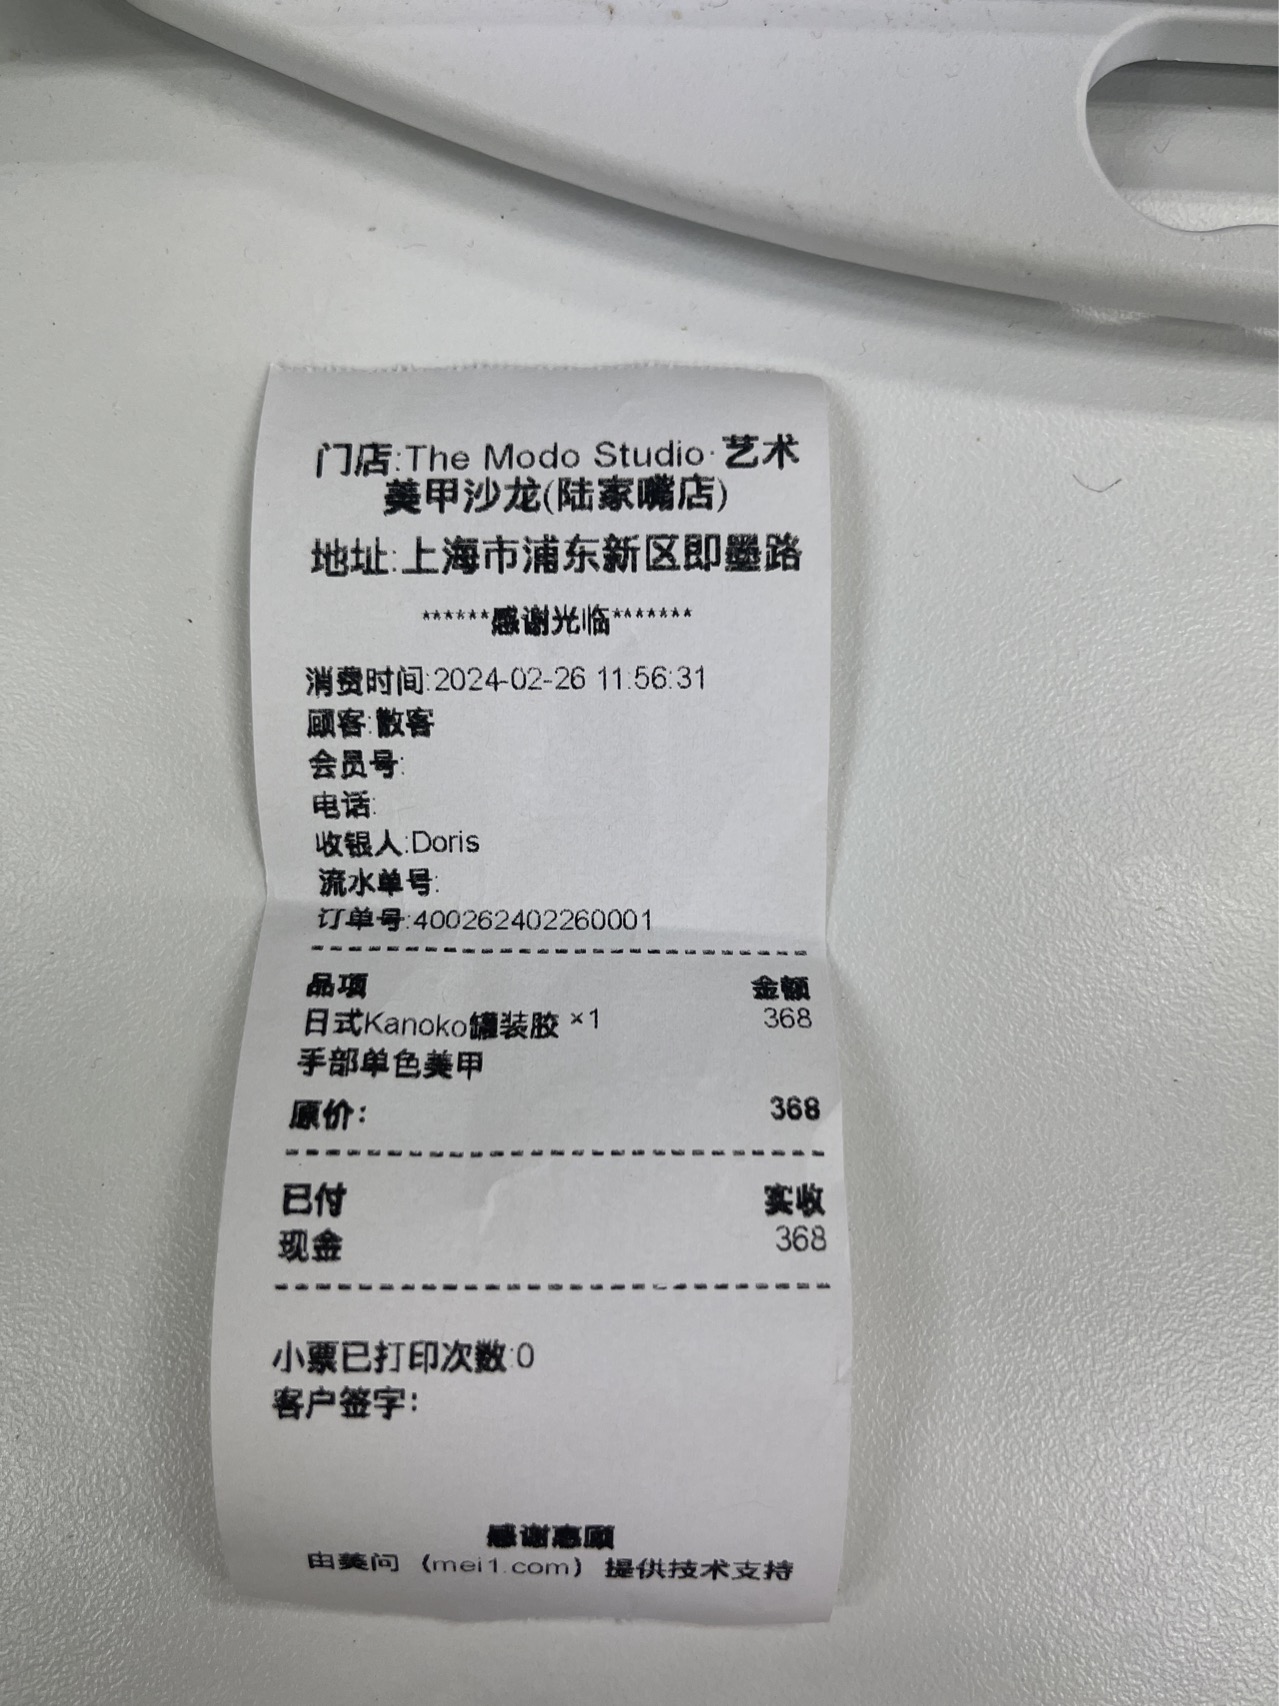 门店:The Modo Studio·艺术
美甲沙龙(陆家嘴店)
地址:上海市浦东新区即墨路
******感谢光临*******
消费时间:2024-02-26 11:56:31
顾客:散客
会员号:
电话:
收银人:Doris
流水单号:
订单号:400262402260001
品项 金额
日式Kanoko罐装胶 ×1 368
手部单色美甲
原价: 368
已付 实收
现金 368
小票已打印次数:0
客户签字:
感谢惠顾
由美问（mei1.com）提供技术支持